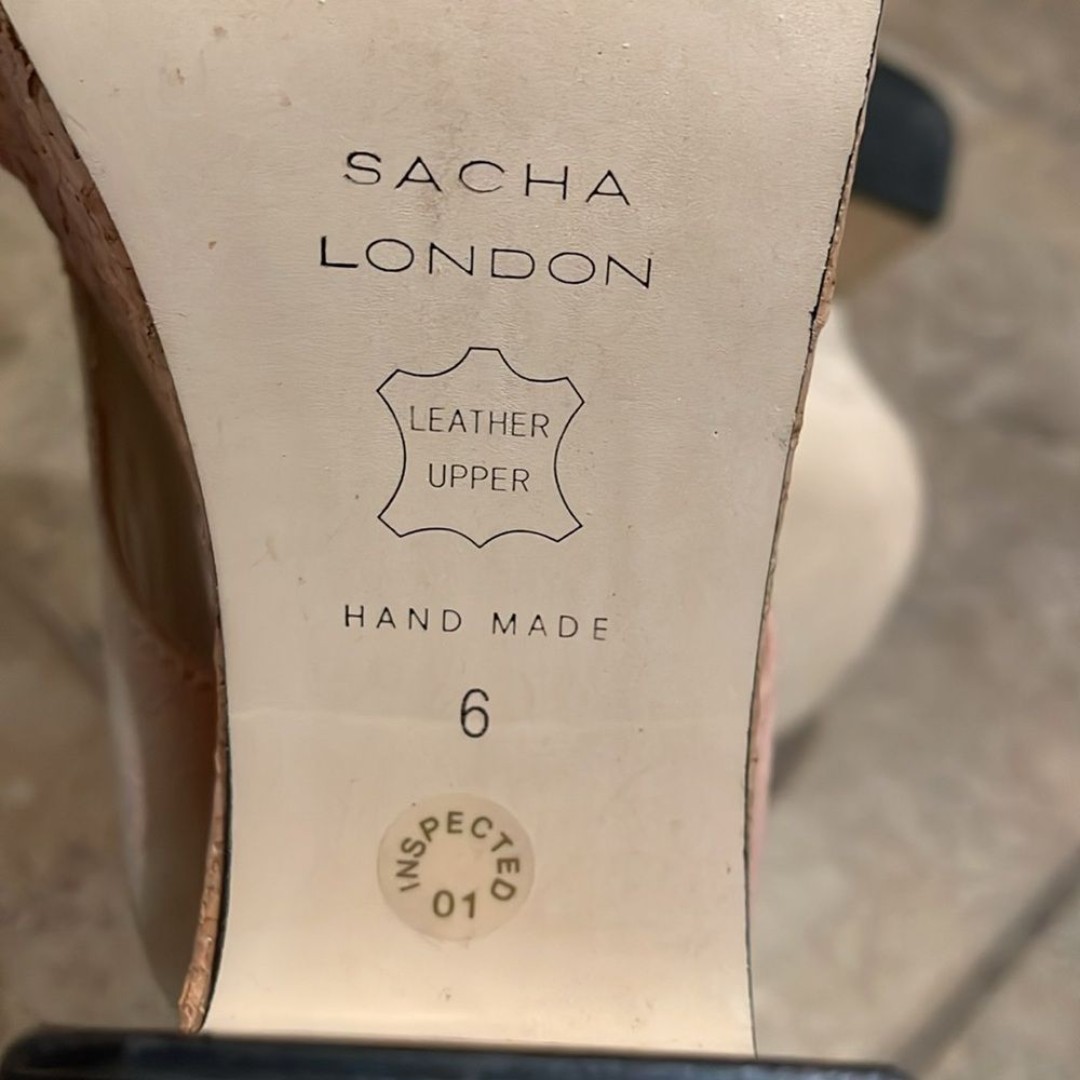 SACHA
LONDON
LEATHER
UPPER
HAND MADE
6
INSPECTED
01